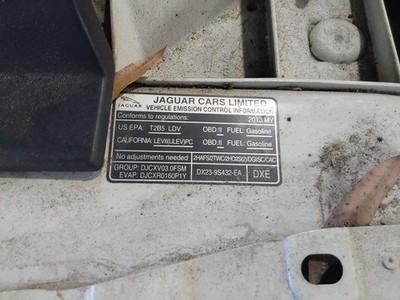 JAGUAR CARS LIMITED
JAGUAR
VEHICLE EMISSION CONTROL INFORMATION
Conforms to regulations: 2013 MY
US EPA: T2B5 LDV OBD:II FUEL: Gasoline
CALIFORNIA: LEVII/ULEV/PC OBD:II FUEL: Gasoline
No adjustments needed
GROUP: DJCXV03.0FSM
EVAP: DJCXR0160P1Y
DX23-9S432-EA
DXE